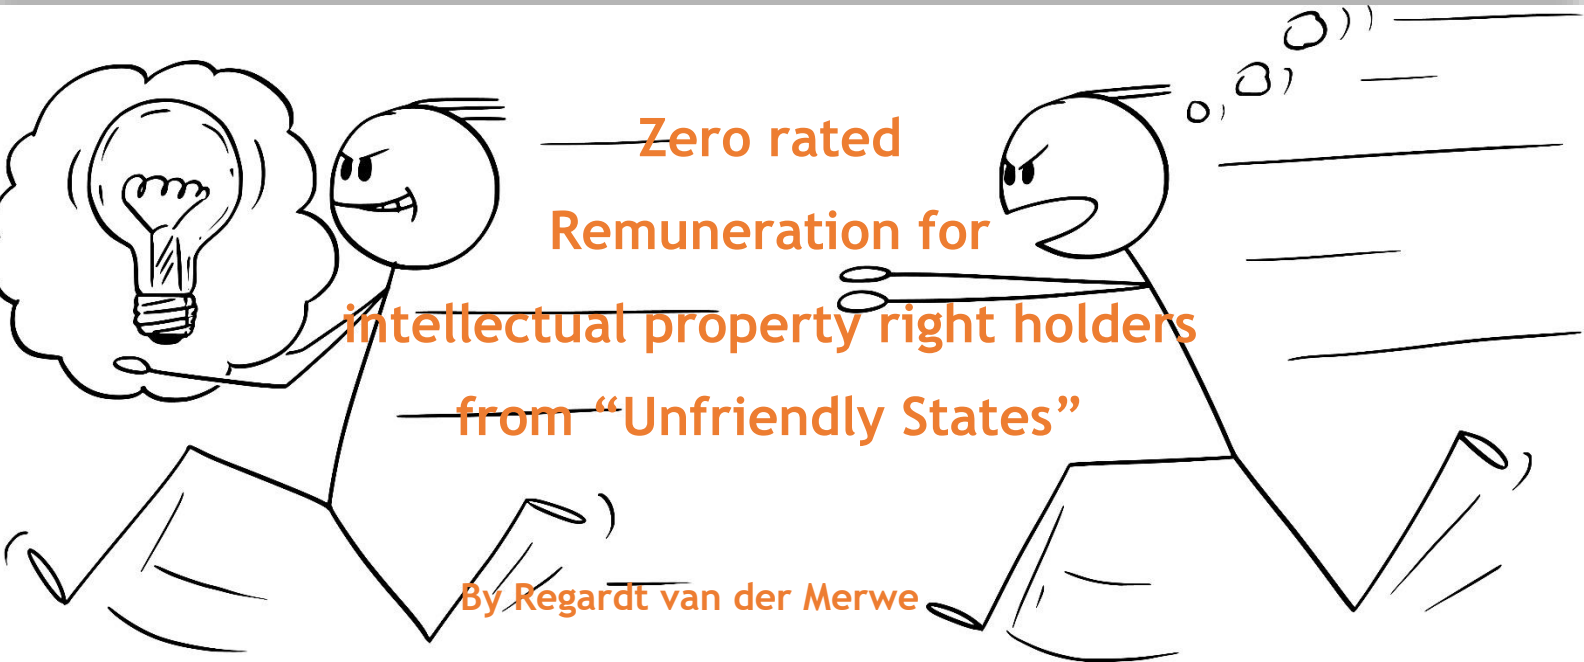 Zero rated
Remuneration for
intellectual property right holders
from “Unfriendly States”
By Regardt van der Merwe